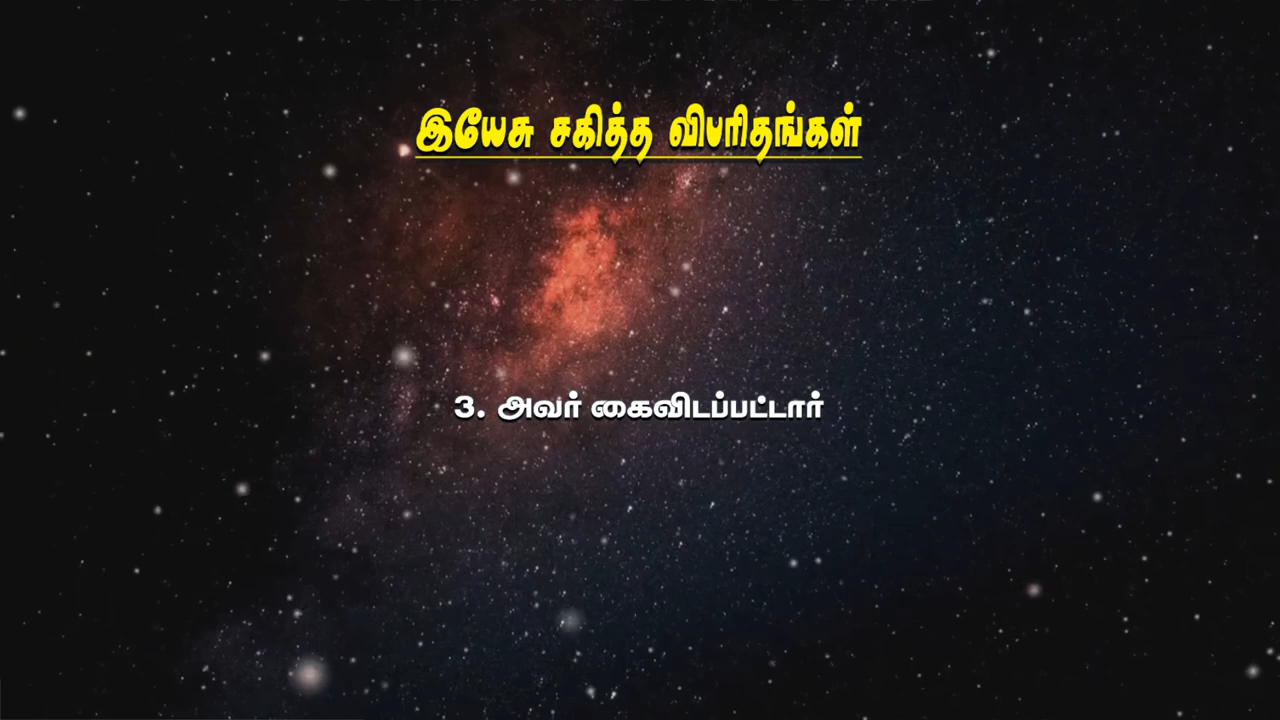 இயேசு சகித்த விபரிதங்கள்
3. அவர் கைவிடப்பட்டார்